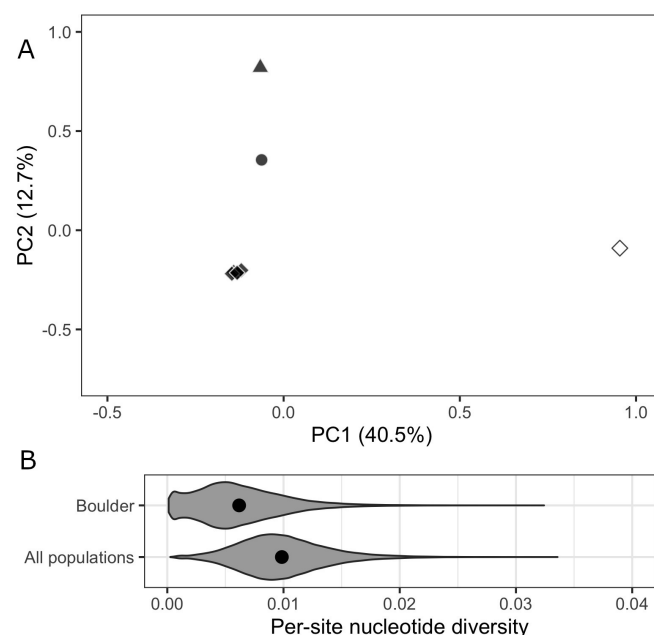 A
1.0
0.5
0.0
-0.5
PC2 (12.7%)
-0.5 0.0 0.5 1.0
PC1 (40.5%)
B
Boulder
All populations
0.00 0.01 0.02 0.03 0.04
Per-site nucleotide diversity